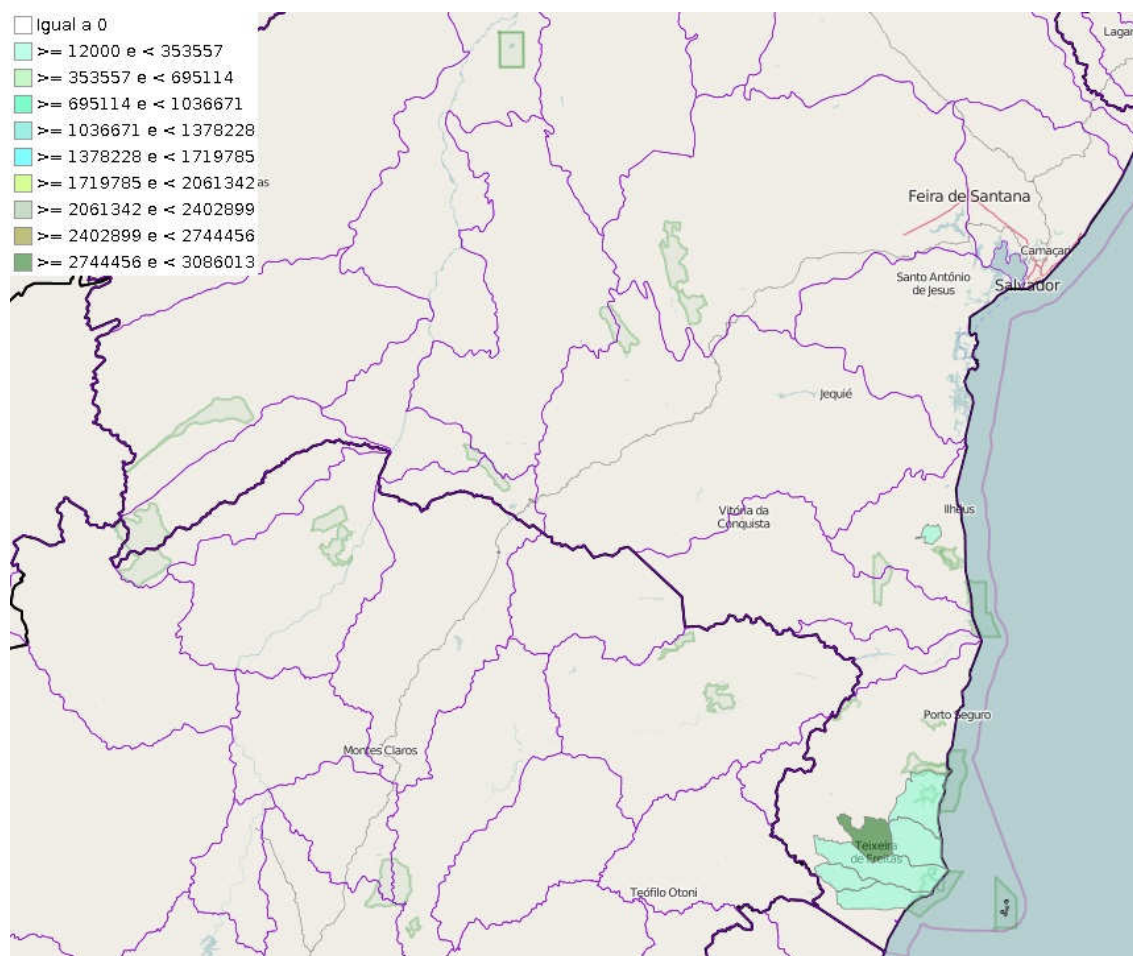 Igual a 0
>= 12000 e < 353557
>= 353557 e < 695114
>= 695114 e < 1036671
>= 1036671 e < 1378228
>= 1378228 e < 1719785
>= 1719785 e < 2061342
as
>= 2061342 e < 2402899
>= 2402899 e < 2744456
>= 2744456 e < 3086013
Lagar
Feira de Santana
Camaçari
Santo Antônio
de Jesus
Salvador
Jequié
Vitória da
Conquista
Ilhéus
Porto Seguro
Montes Claros
Teixeira
de Freitas
Teófilo Otoni